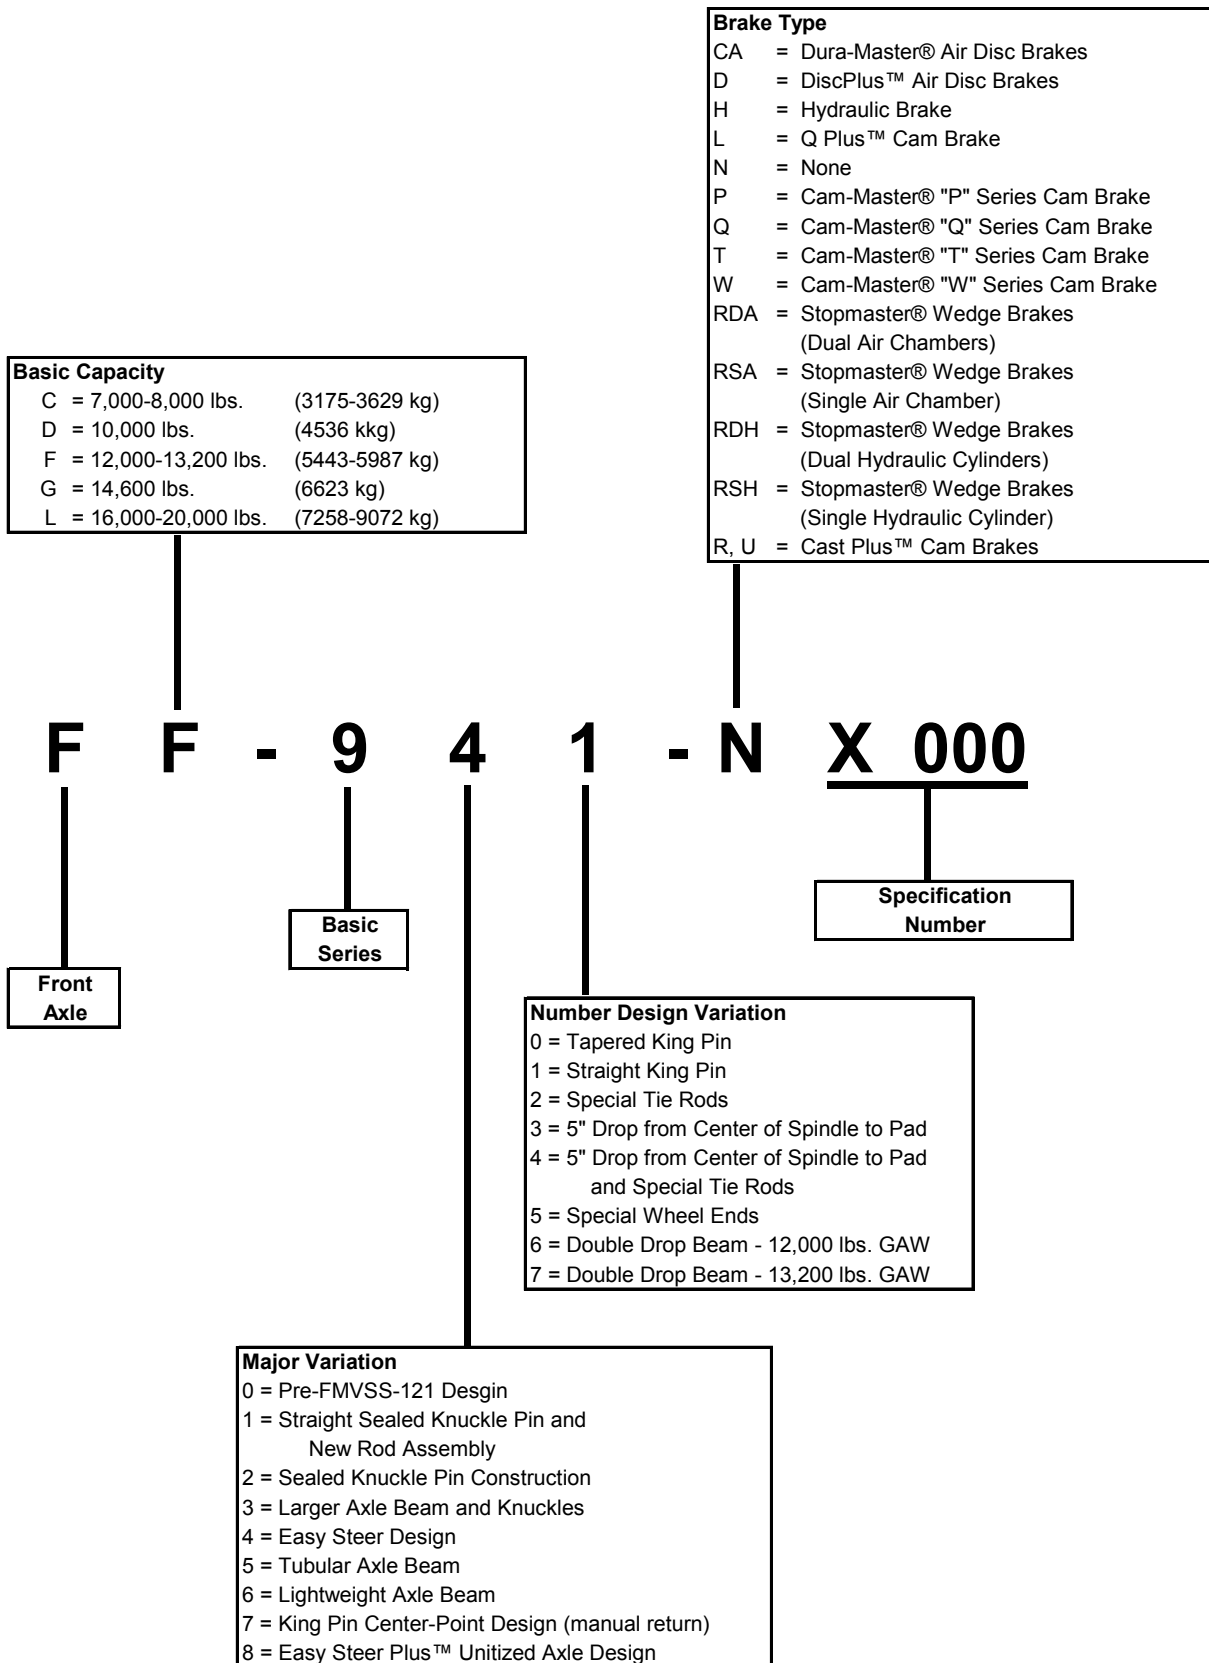 Brake Type
CA = Dura-Master® Air Disc Brakes
D = DiscPlus™ Air Disc Brakes
H = Hydraulic Brake
L = Q Plus™ Cam Brake
N = None
P = Cam-Master® "P" Series Cam Brake
Q = Cam-Master® "Q" Series Cam Brake
T = Cam-Master® "T" Series Cam Brake
W = Cam-Master® "W" Series Cam Brake
RDA = Stopmaster® Wedge Brakes
(Dual Air Chambers)
RSA = Stopmaster® Wedge Brakes
(Single Air Chamber)
RDH = Stopmaster® Wedge Brakes
(Dual Hydraulic Cylinders)
RSH = Stopmaster® Wedge Brakes
(Single Hydraulic Cylinder)
R, U = Cast Plus™ Cam Brakes
Basic Capacity
C = 7,000-8,000 lbs. (3175-3629 kg)
D = 10,000 lbs. (4536 kkg)
F = 12,000-13,200 lbs. (5443-5987 kg)
G = 14,600 lbs. (6623 kg)
L = 16,000-20,000 lbs. (7258-9072 kg)
F F - 9 4 1 - N X 000
Specification
Number
Basic
Series
Front
Axle
Number Design Variation
0 = Tapered King Pin
1 = Straight King Pin
2 = Special Tie Rods
3 = 5" Drop from Center of Spindle to Pad
4 = 5" Drop from Center of Spindle to Pad
and Special Tie Rods
5 = Special Wheel Ends
6 = Double Drop Beam - 12,000 lbs. GAW
7 = Double Drop Beam - 13,200 lbs. GAW
Major Variation
0 = Pre-FMVSS-121 Desgin
1 = Straight Sealed Knuckle Pin and
New Rod Assembly
2 = Sealed Knuckle Pin Construction
3 = Larger Axle Beam and Knuckles
4 = Easy Steer Design
5 = Tubular Axle Beam
6 = Lightweight Axle Beam
7 = King Pin Center-Point Design (manual return)
8 = Easy Steer Plus™ Unitized Axle Design